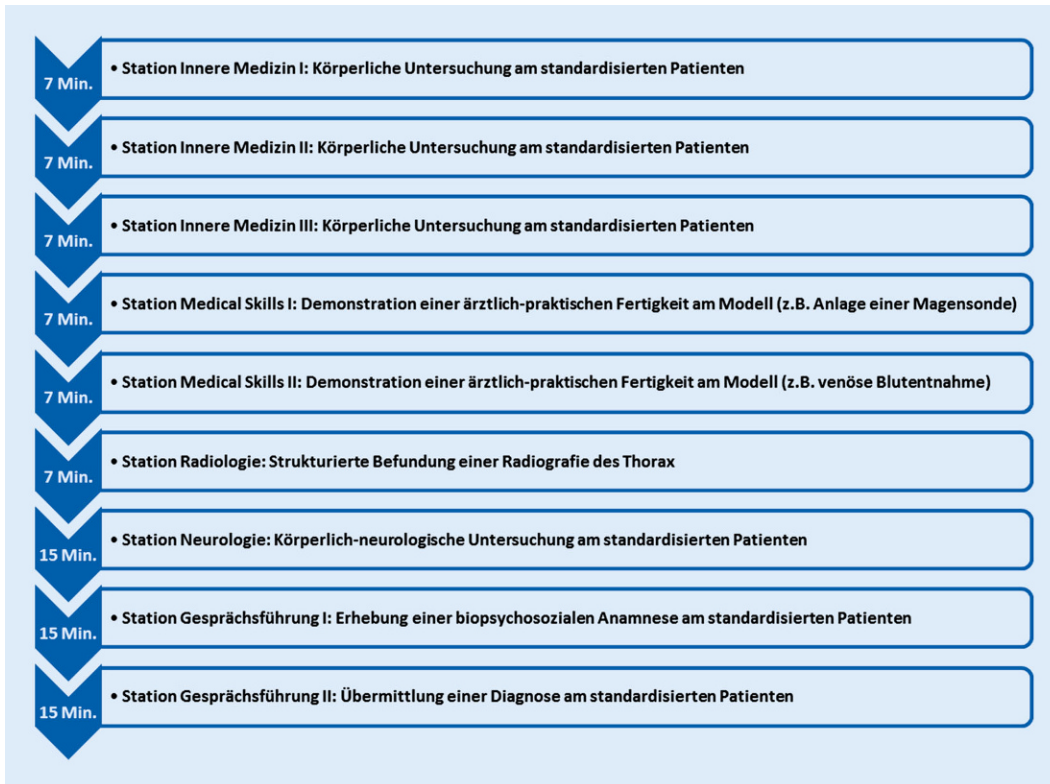 7 Min.
• Station Innere Medizin I: Körperliche Untersuchung am standardisierten Patienten
7 Min.
• Station Innere Medizin II: Körperliche Untersuchung am standardisierten Patienten
7 Min.
• Station Innere Medizin III: Körperliche Untersuchung am standardisierten Patienten
7 Min.
• Station Medical Skills I: Demonstration einer ärztlich-praktischen Fertigkeit am Modell (z.B. Anlage einer Magensonde)
7 Min.
• Station Medical Skills II: Demonstration einer ärztlich-praktischen Fertigkeit am Modell (z.B. venöse Blutentnahme)
7 Min.
• Station Radiologie: Strukturierte Befundung einer Radiografie des Thorax
15 Min.
• Station Neurologie: Körperlich-neurologische Untersuchung am standardisierten Patienten
15 Min.
• Station Gesprächsführung I: Erhebung einer biopsychosozialen Anamnese am standardisierten Patienten
15 Min.
• Station Gesprächsführung II: Übermittlung einer Diagnose am standardisierten Patienten